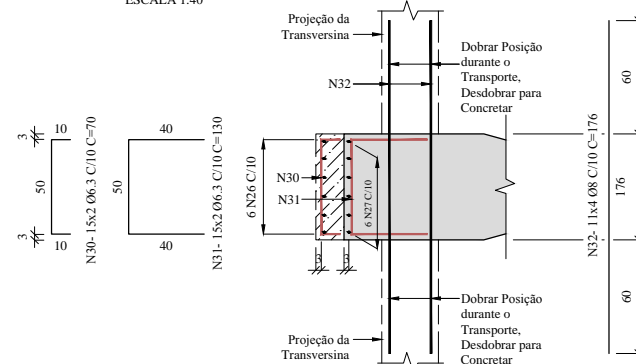 ESCALA 1:40
Projeção da
Transversina
Dobrar Posição
durante o
Transporte,
Desdobrar para
Concretar
N32
60
3
10
50
10
3
N30- 15x2 Ø6.3 C/10 C=70
40
50
40
N31- 15x2 Ø6.3 C/10 C=130
6 N26 C/10
N30
N31
6 N27 C/10
3
3
N32- 11x4 Ø8 C/10 C=176
176
60
Dobrar Posição
durante o
Transporte,
Desdobrar para
Concretar
Projeção da
Transversina